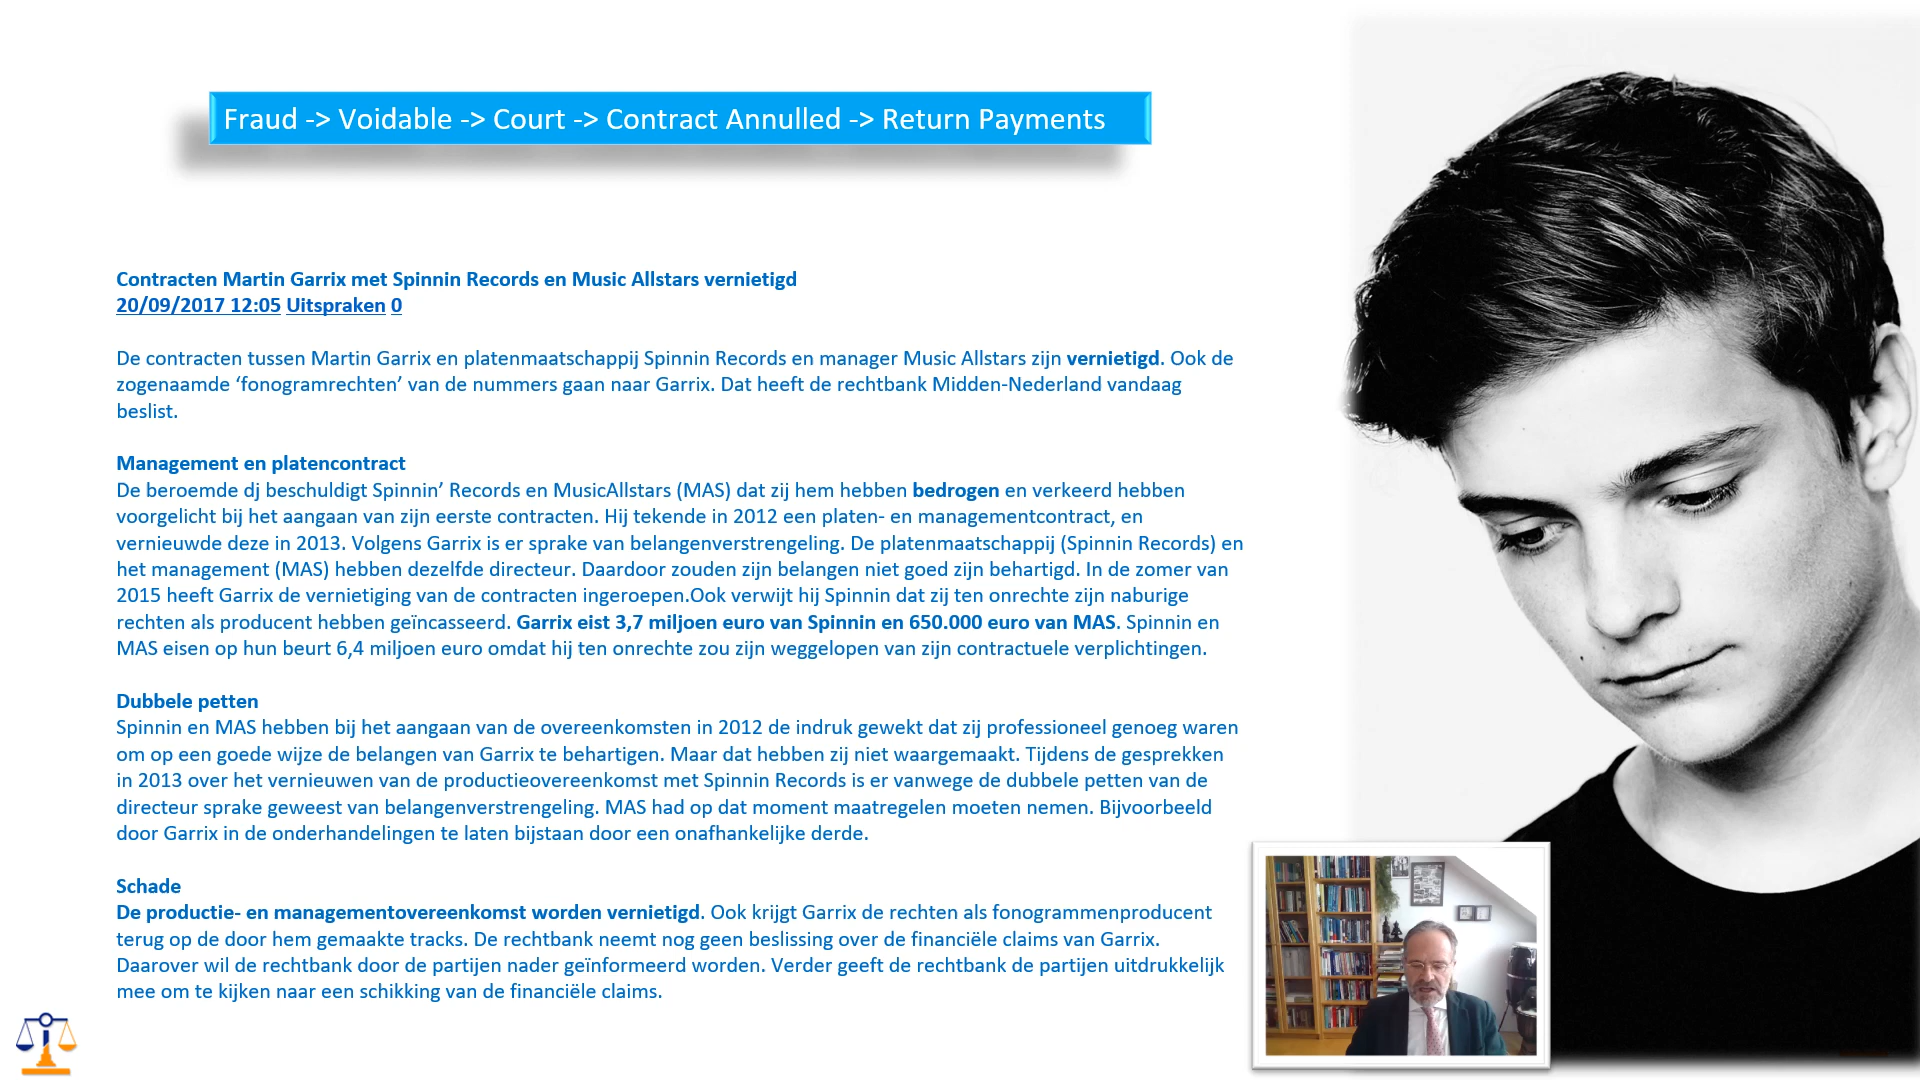 Fraud -> Voidable -> Court -> Contract Annulled -> Return Payments
Contracten Martin Garrix met Spinnin Records en Music Allstars vernietigd
20/09/2017 12:05 Uitspraken 0
De contracten tussen Martin Garrix en platenmaatschappij Spinnin Records en manager Music Allstars zijn vernietigd. Ook de
zogenaamde ‘fonogramrechten’ van de nummers gaan naar Garrix. Dat heeft de rechtbank Midden-Nederland vandaag
beslist.
Management en platencontract
De beroemde dj beschuldigt Spinnin’ Records en MusicAllstars (MAS) dat zij hem hebben bedrogen en verkeerd hebben
voorgelicht bij het aangaan van zijn eerste contracten. Hij tekende in 2012 een platen- en managementcontract, en
vernieuwde deze in 2013. Volgens Garrix is er sprake van belangenverstrengeling. De platenmaatschappij (Spinnin Records) en
het management (MAS) hebben dezelfde directeur. Daardoor zouden zijn belangen niet goed zijn behartigd. In de zomer van
2015 heeft Garrix de vernietiging van de contracten ingeroepen.Ook verwijt hij Spinnin dat zij ten onrechte zijn naburige
rechten als producent hebben geïncasseerd. Garrix eist 3,7 miljoen euro van Spinnin en 650.000 euro van MAS. Spinnin en
MAS eisen op hun beurt 6,4 miljoen euro omdat hij ten onrechte zou zijn weggelopen van zijn contractuele verplichtingen.
Dubbele petten
Spinnin en MAS hebben bij het aangaan van de overeenkomsten in 2012 de indruk gewekt dat zij professioneel genoeg waren
om op een goede wijze de belangen van Garrix te behartigen. Maar dat hebben zij niet waargemaakt. Tijdens de gesprekken
in 2013 over het vernieuwen van de productieovereenkomst met Spinnin Records is er vanwege de dubbele petten van de
directeur sprake geweest van belangenverstrengeling. MAS had op dat moment maatregelen moeten nemen. Bijvoorbeeld
door Garrix in de onderhandelingen te laten bijstaan door een onafhankelijke derde.
Schade
De productie- en managementovereenkomst worden vernietigd. Ook krijgt Garrix de rechten als fonogrammenproducent
terug op de door hem gemaakte tracks. De rechtbank neemt nog geen beslissing over de financiële claims van Garrix.
Daarover wil de rechtbank door de partijen nader geïnformeerd worden. Verder geeft de rechtbank de partijen uitdrukkelijk
mee om te kijken naar een schikking van de financiële claims.